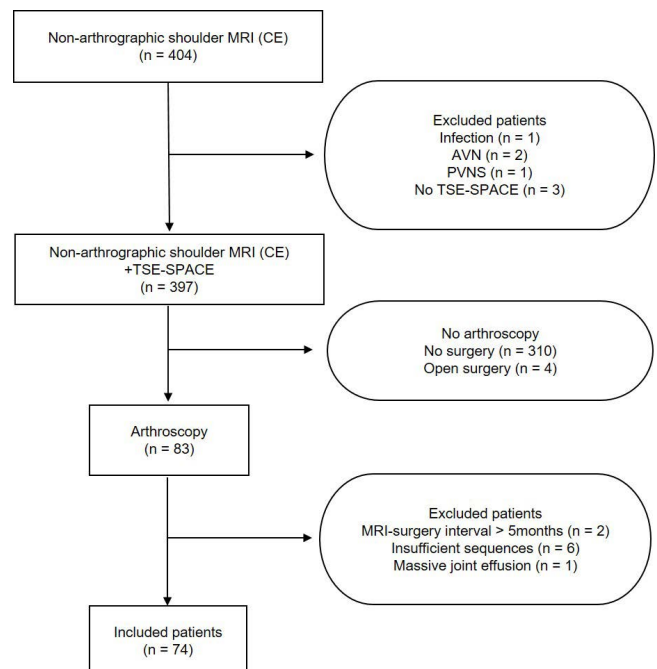 Non-arthrographic shoulder MRI (CE)
(n = 404)
Excluded patients
Infection (n = 1)
AVN (n = 2)
PVNS (n = 1)
No TSE-SPACE (n = 3)
Non-arthrographic shoulder MRI (CE)
+TSE-SPACE
(n = 397)
No arthroscopy
No surgery (n = 310)
Open surgery (n = 4)
Arthroscopy
(n = 83)
Excluded patients
MRI-surgery interval > 5months (n = 2)
Insufficient sequences (n = 6)
Massive joint effusion (n = 1)
Included patients
(n = 74)